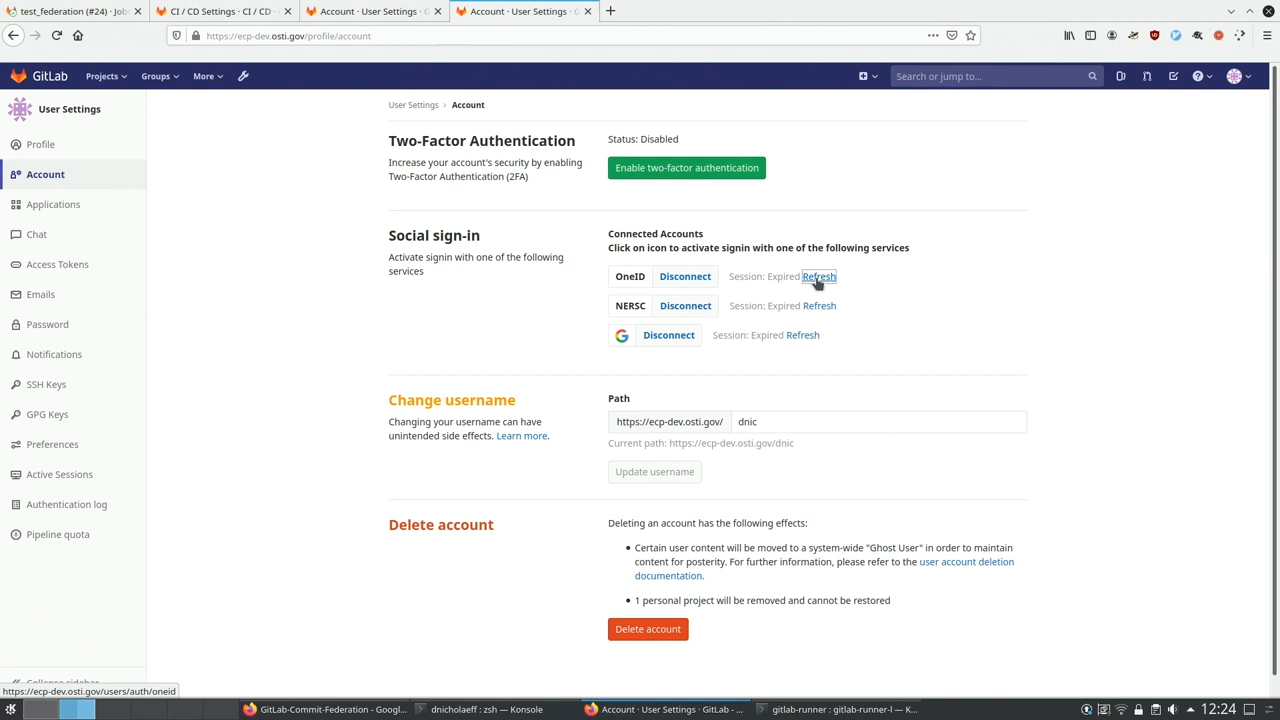 test_federation (#24) · Job
CI / CD Settings · CI / CD
Account · User Settings · G
Account · User Settings · G
https://ecp-dev.osti.gov/profile/account
GitLab
Projects
Groups
More
Search or jump to...
User Settings
Profile
Account
Applications
Chat
Access Tokens
Emails
Password
Notifications
SSH Keys
GPG Keys
Preferences
Active Sessions
Authentication log
Pipeline quota
Collapse sidebar
User Settings › Account
Two-Factor Authentication
Increase your account's security by enabling
Two-Factor Authentication (2FA)
Status: Disabled
Enable two-factor authentication
Social sign-in
Activate signin with one of the following
services
Connected Accounts
Click on icon to activate signin with one of the following services
OneID Disconnect Session: Expired Refresh
NERSC Disconnect Session: Expired Refresh
Disconnect Session: Expired Refresh
Change username
Changing your username can have
unintended side effects. Learn more.
Path
https://ecp-dev.osti.gov/ dnic
Current path: https://ecp-dev.osti.gov/dnic
Update username
Delete account
Deleting an account has the following effects:
• Certain user content will be moved to a system-wide "Ghost User" in order to maintain
content for posterity. For further information, please refer to the user account deletion
documentation.
• 1 personal project will be removed and cannot be restored
Delete account
https://ecp-dev.osti.gov/users/auth/oneid
GitLab-Commit-Federation - Googl...
dnicholaeff : zsh — Konsole
Account · User Settings · GitLab - ...
gitlab-runner : gitlab-runner-l — K...
12:24